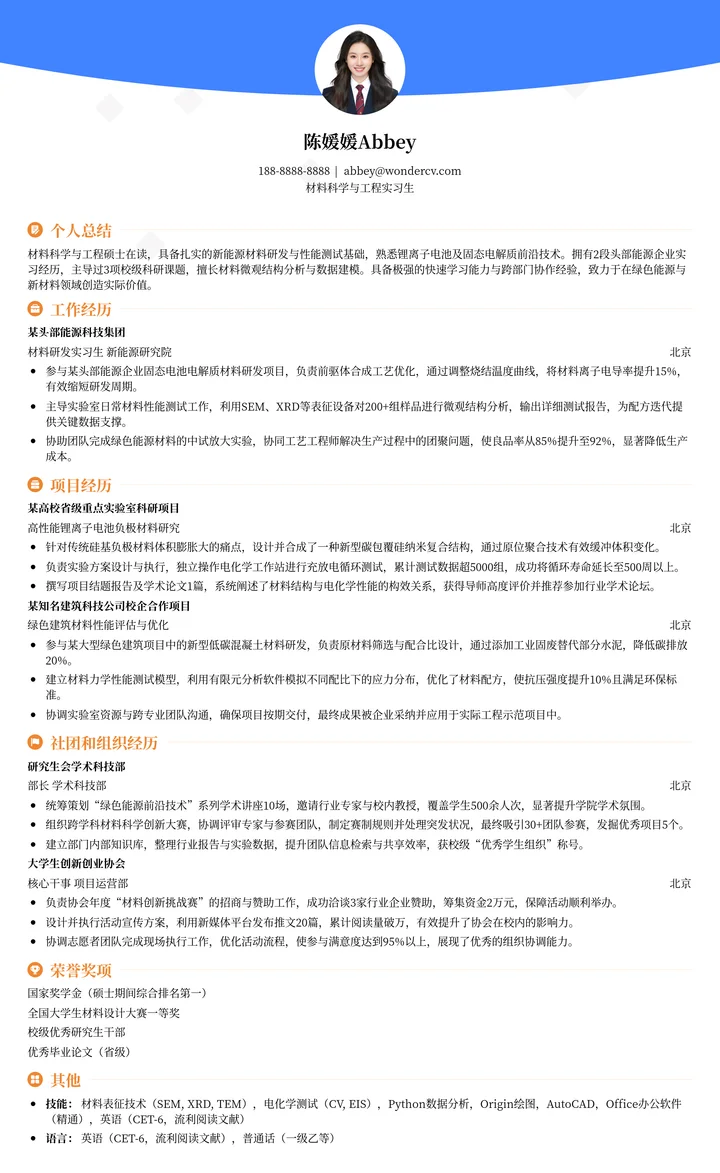 陈媛媛Abbey
188-8888-8888 | abbey@wondercv.com
材料科学与工程实习生
个人总结
材料科学与工程硕士在读，具备扎实的新能源材料研发与性能测试基础，熟悉锂离子电池及固态电解质前沿技术。拥有2段头部能源企业实
习经历，主导过3项校级科研课题，擅长材料微观结构分析与数据建模。具备极强的快速学习能力与跨部门协作经验，致力于在绿色能源与
新材料领域创造实际价值。
工作经历
某头部能源科技集团
材料研发实习生 新能源研究院 北京
• 参与某头部能源企业固态电池电解质材料研发项目，负责前驱体合成工艺优化，通过调整烧结温度曲线，将材料离子电导率提升15%，
有效缩短研发周期。
• 主导实验室日常材料性能测试工作，利用SEM、XRD等表征设备对200+组样品进行微观结构分析，输出详细测试报告，为配方迭代提
供关键数据支撑。
• 协助团队完成绿色能源材料的中试放大实验，协同工艺工程师解决生产过程中的团聚问题，使良品率从85%提升至92%，显著降低生产
成本。
项目经历
某高校省级重点实验室科研项目
高性能锂离子电池负极材料研究 北京
• 针对传统硅基负极材料体积膨胀大的痛点，设计并合成了一种新型碳包覆硅纳米复合结构，通过原位聚合技术有效缓冲体积变化。
• 负责实验方案设计与执行，独立操作电化学工作站进行充放电循环测试，累计测试数据超5000组，成功将循环寿命延长至500周以上。
• 撰写项目结题报告及学术论文1篇，系统阐述了材料结构与电化学性能的构效关系，获得导师高度评价并推荐参加行业学术论坛。
某知名建筑科技公司校企合作项目
绿色建筑材料性能评估与优化 北京
• 参与某大型绿色建筑项目中的新型低碳混凝土材料研发，负责原材料筛选与配合比设计，通过添加工业固废替代部分水泥，降低碳排放
20%。
• 建立材料力学性能测试模型，利用有限元分析软件模拟不同配比下的应力分布，优化了材料配方，使抗压强度提升10%且满足环保标
准。
• 协调实验室资源与跨专业团队沟通，确保项目按期交付，最终成果被企业采纳并应用于实际工程示范项目中。
社团和组织经历
研究生会学术科技部
部长 学术科技部 北京
• 统筹策划“绿色能源前沿技术”系列学术讲座10场，邀请行业专家与校内教授，覆盖学生500余人次，显著提升学院学术氛围。
• 组织跨学科材料科学创新大赛，协调评审专家与参赛团队，制定赛制规则并处理突发状况，最终吸引30+团队参赛，发掘优秀项目5个。
• 建立部门内部知识库，整理行业报告与实验数据，提升团队信息检索与共享效率，获校级“优秀学生组织”称号。
大学生创新创业协会
核心干事 项目运营部 北京
• 负责协会年度“材料创新挑战赛”的招商与赞助工作，成功洽谈3家行业企业赞助，筹集资金2万元，保障活动顺利举办。
• 设计并执行活动宣传方案，利用新媒体平台发布推文20篇，累计阅读量破万，有效提升了协会在校内的影响力。
• 协调志愿者团队完成现场执行工作，优化活动流程，使参与满意度达到95%以上，展现了优秀的组织协调能力。
荣誉奖项
国家奖学金（硕士期间综合排名第一）
全国大学生材料设计大赛一等奖
校级优秀研究生干部
优秀毕业论文（省级）
其他
• 技能： 材料表征技术（SEM, XRD, TEM），电化学测试（CV, EIS），Python数据分析，Origin绘图，AutoCAD，Office办公软件
（精通），英语（CET-6，流利阅读文献）
• 语言： 英语（CET-6，流利阅读文献），普通话（一级乙等）